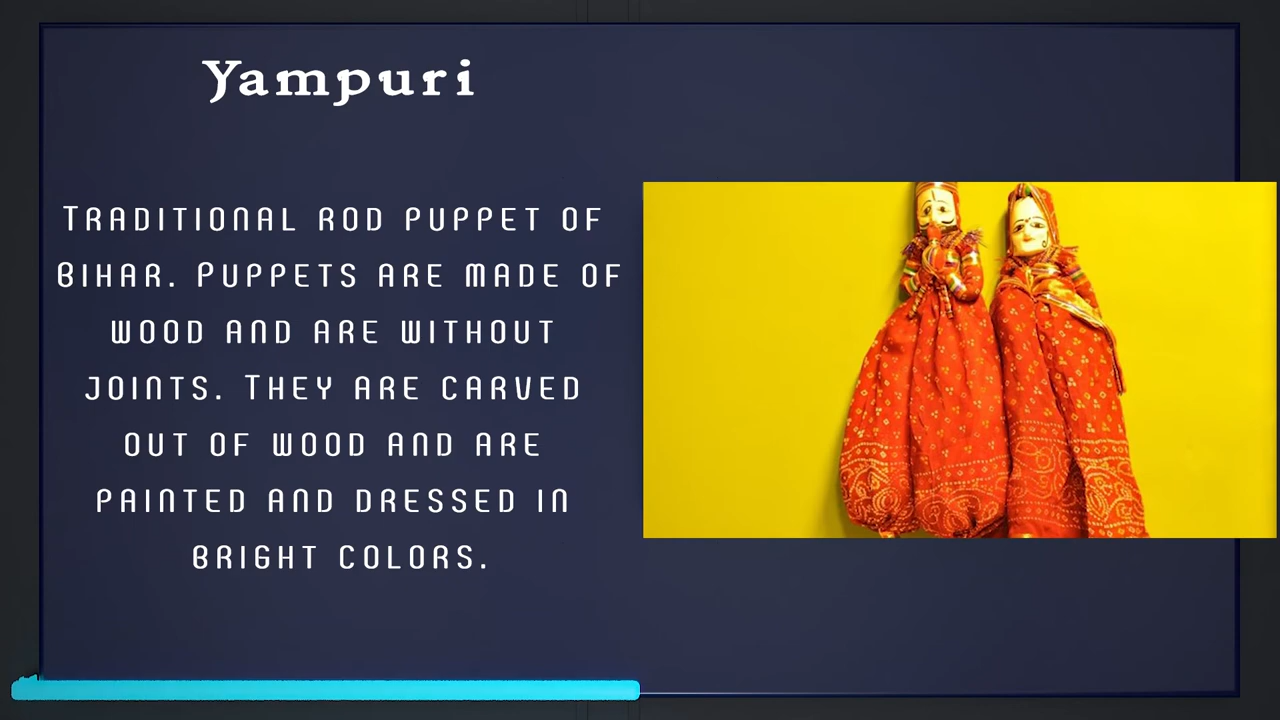 Yampuri
Traditional rod puppet of
Bihar. Puppets are made of
wood and are without
joints. They are carved
out of wood and are
painted and dressed in
bright colors.